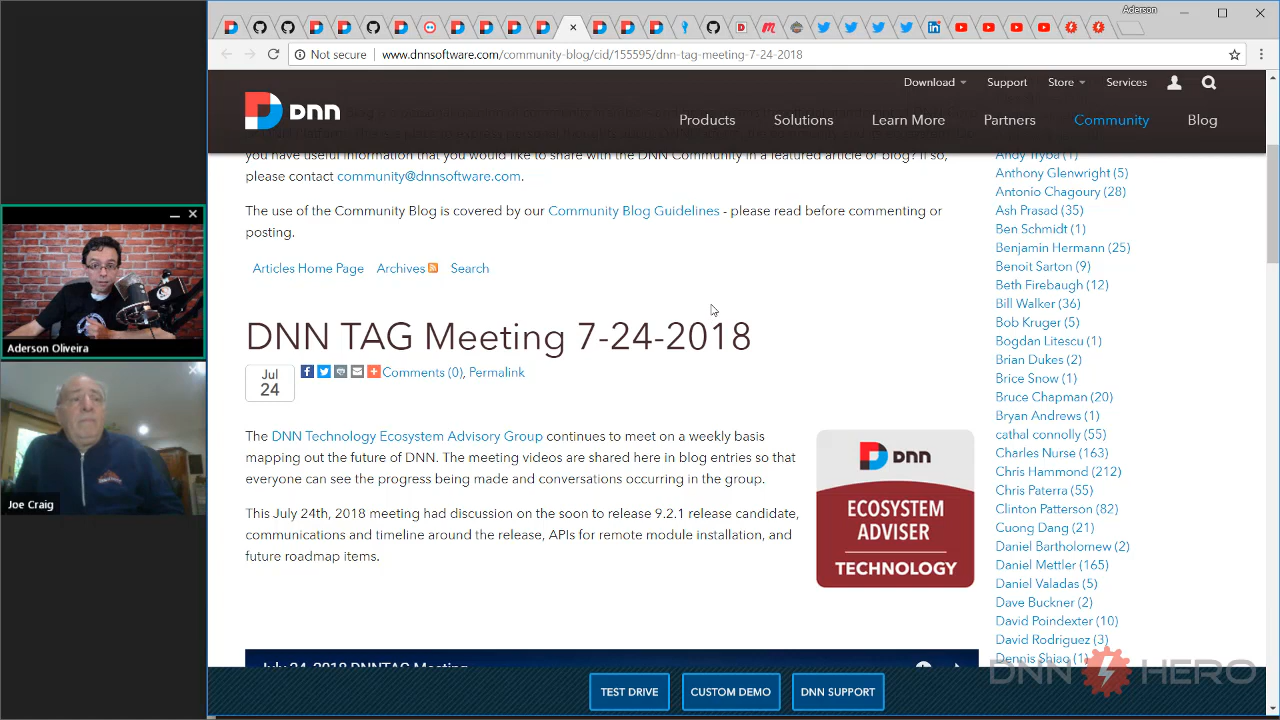 Aderson
Not secure
www.dnnsoftware.com/community-blog/cid/155595/dnn-tag-meeting-7-24-2018
Download
Support
Store
Services
DNN
Products
Solutions
Learn More
Partners
Community
Blog
you have useful information that you would like to share with the DNN Community in a featured article or blog? If so,
please contact community@dnnsoftware.com.
The use of the Community Blog is covered by our Community Blog Guidelines - please read before commenting or
posting.
Articles Home Page
Archives
Search
DNN TAG Meeting 7-24-2018
Jul
24
Comments (0), Permalink
The DNN Technology Ecosystem Advisory Group continues to meet on a weekly basis
mapping out the future of DNN. The meeting videos are shared here in blog entries so that
everyone can see the progress being made and conversations occurring in the group.
This July 24th, 2018 meeting had discussion on the soon to release 9.2.1 release candidate,
communications and timeline around the release, APIs for remote module installation, and
future roadmap items.
DNN
ECOSYSTEM
ADVISER
TECHNOLOGY
July 24, 2018 DNNTAG Meeting
Andy Tryba (1)
Anthony Glenwright (5)
Antonio Chagoury (28)
Ash Prasad (35)
Ben Schmidt (1)
Benjamin Hermann (25)
Benoit Sarton (9)
Beth Firebaugh (12)
Bill Walker (36)
Bob Kruger (5)
Bogdan Litescu (1)
Brian Dukes (2)
Brice Snow (1)
Bruce Chapman (20)
Bryan Andrews (1)
cathal connolly (55)
Charles Nurse (163)
Chris Hammond (212)
Chris Paterra (55)
Clinton Patterson (82)
Cuong Dang (21)
Daniel Bartholomew (2)
Daniel Mettler (165)
Daniel Valadas (5)
Dave Buckner (2)
David Poindexter (10)
David Rodriguez (3)
Dennis Shiao (1)
TEST DRIVE
CUSTOM DEMO
DNN SUPPORT
DNN HERO
Aderson Oliveira
Joe Craig